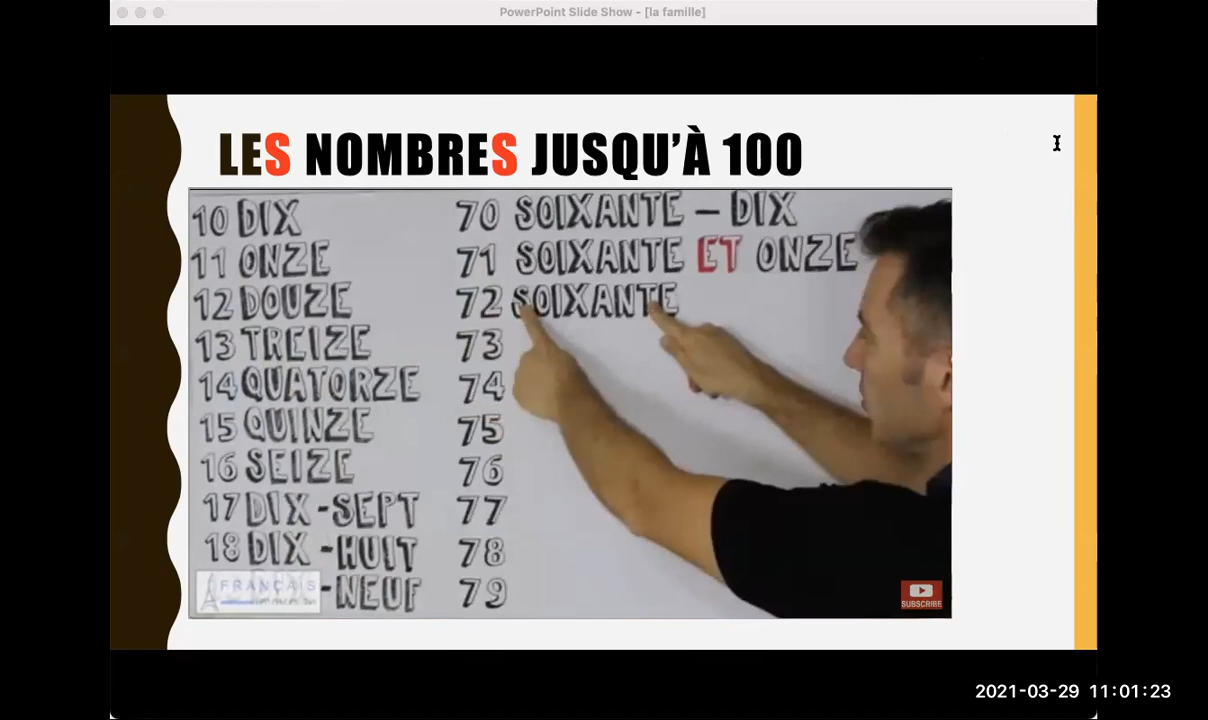 PowerPoint Slide Show - [la famille]
LES NOMBRES JUSQU'À 100
10 DIX
11 ONZE
12 DOUZE
13 TREIZE
14 QUATORZE
15 QUINZE
16 SEIZE
17 DIX-SEPT
18 DIX-HUIT
-NEUF
FRANÇAIS
70 SOIXANTE - DIX
71 SOIXANTE ET ONZE
72 SOIXANTE
73
74
75
76
77
78
79
SUBSCRIBE
2021-03-29 11:01:23